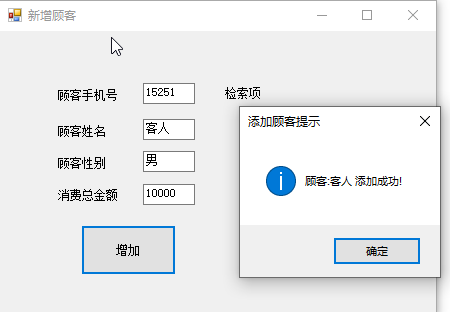 新增顾客
顾客手机号 15251 检索项
添加顾客提示
顾客姓名 客人
顾客性别 男
顾客:客人 添加成功!
消费总金额 10000
增加
确定